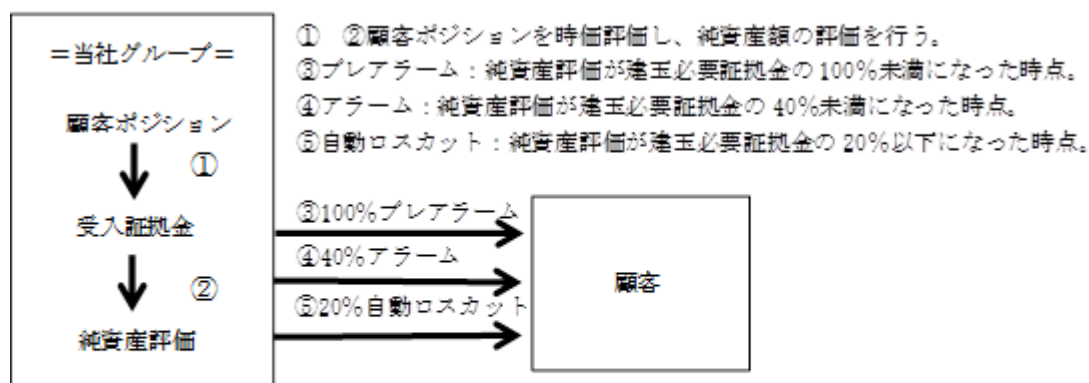 ＝当社グループ＝
顧客ポジション
①
受入証拠金
②
純資産評価
①　②顧客ポジションを時価評価し、純資産額の評価を行う。
③プレアラーム：純資産評価が建玉必要証拠金の100％未満になった時点。
④アラーム：純資産評価が建玉必要証拠金の40％未満になった時点。
⑤自動ロスカット：純資産評価が建玉必要証拠金の20％以下になった時点。
③100％プレアラーム
④40％アラーム
⑤20％自動ロスカット
顧客